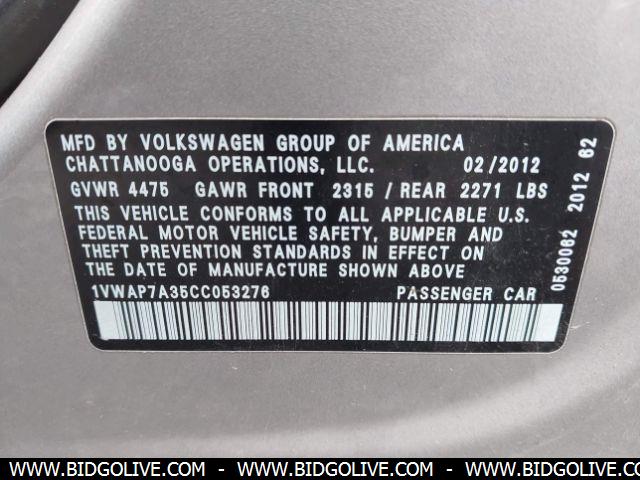 MFD BY VOLKSWAGEN GROUP OF AMERICA
CHATTANOOGA OPERATIONS, LLC. 02/2012
GVWR 4475 GAWR FRONT 2315 / REAR 2271 LBS
THIS VEHICLE CONFORMS TO ALL APPLICABLE U.S.
FEDERAL MOTOR VEHICLE SAFETY, BUMPER AND
THEFT PREVENTION STANDARDS IN EFFECT ON
THE DATE OF MANUFACTURE SHOWN ABOVE
1VWAP7A35CC053276 PASSENGER CAR
0530062 2012 62
WWW.BIDGOLIVE.COM - WWW.BIDGOLIVE.COM - WWW.BIDGOLIVE.COM